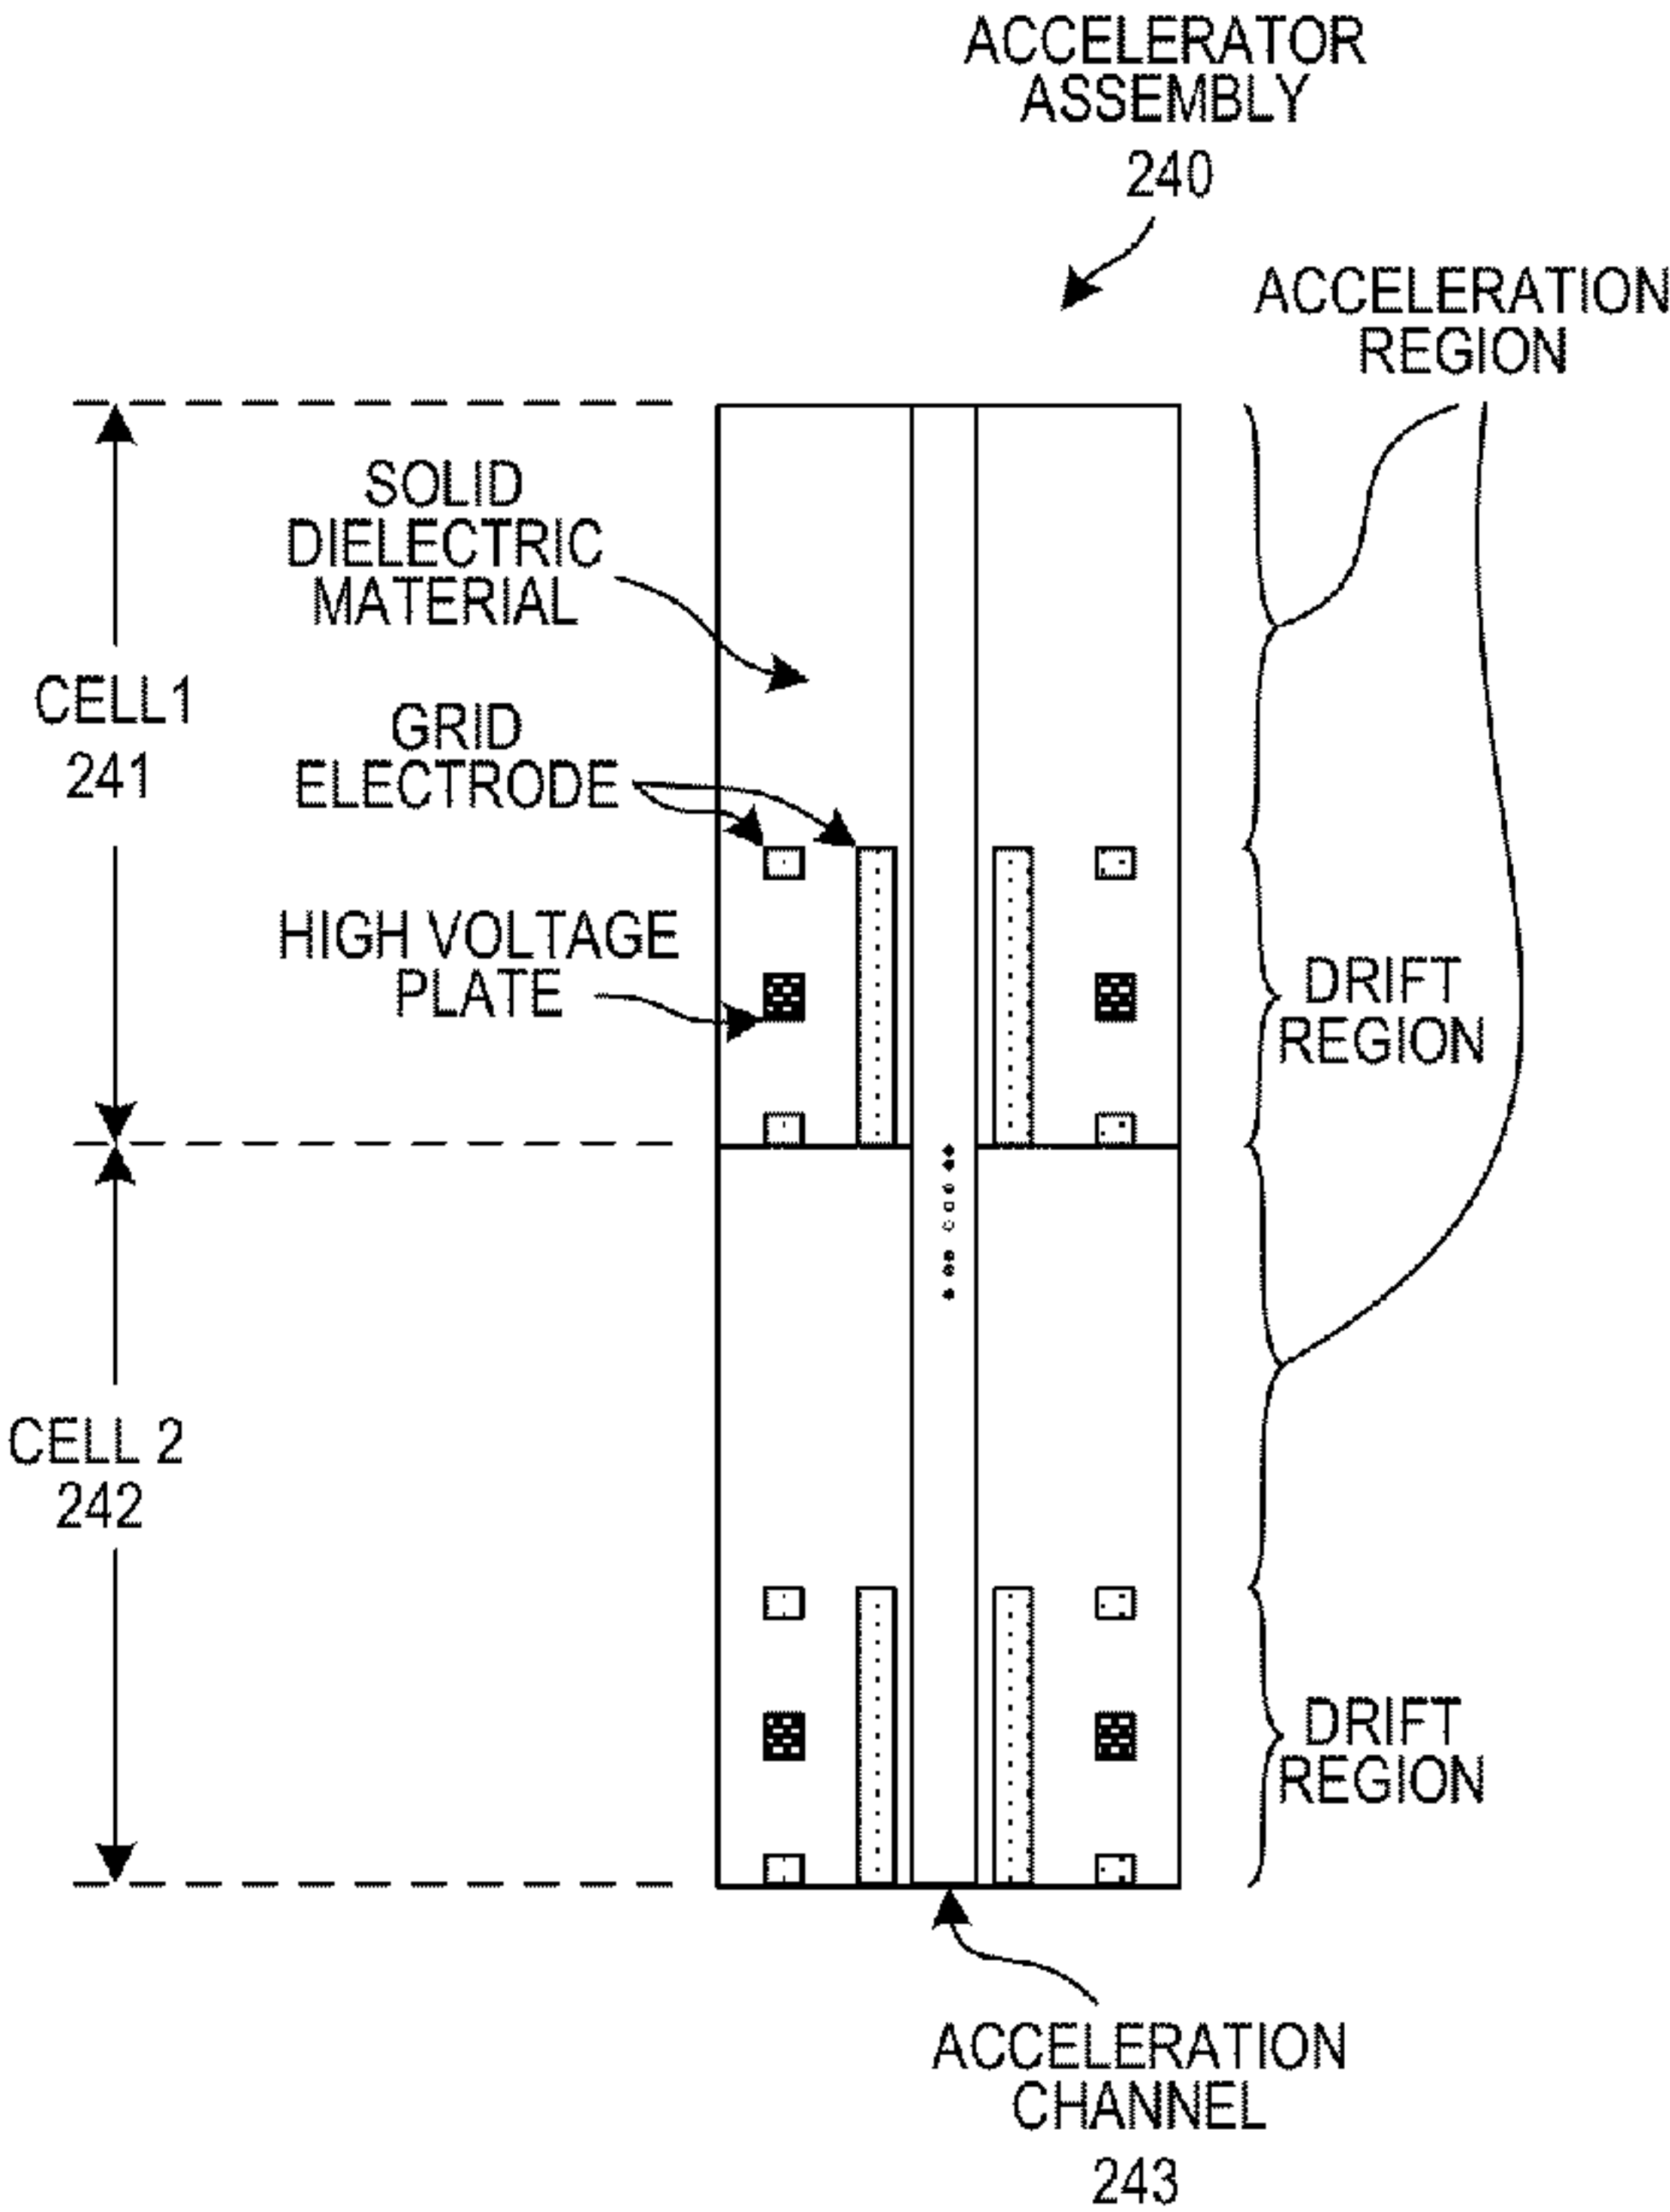 ACCELERATOR
ASSEMBLY
240
ACCELERATION
REGION
SOLID
DIELECTRIC
MATERIAL
CELL1
241
GRID
ELECTRODE
HIGH VOLTAGE
PLATE
DRIFT
REGION
CELL 2
242
DRIFT
REGION
ACCELERATION
CHANNEL
243